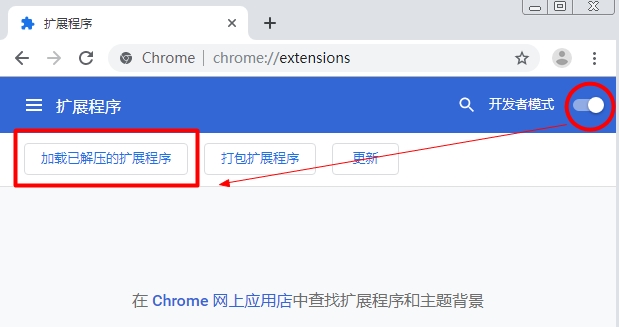 扩展程序
Chrome | chrome://extensions
扩展程序
开发者模式
加载已解压的扩展程序
打包扩展程序
更新
在 Chrome 网上应用店中查找扩展程序和主题背景